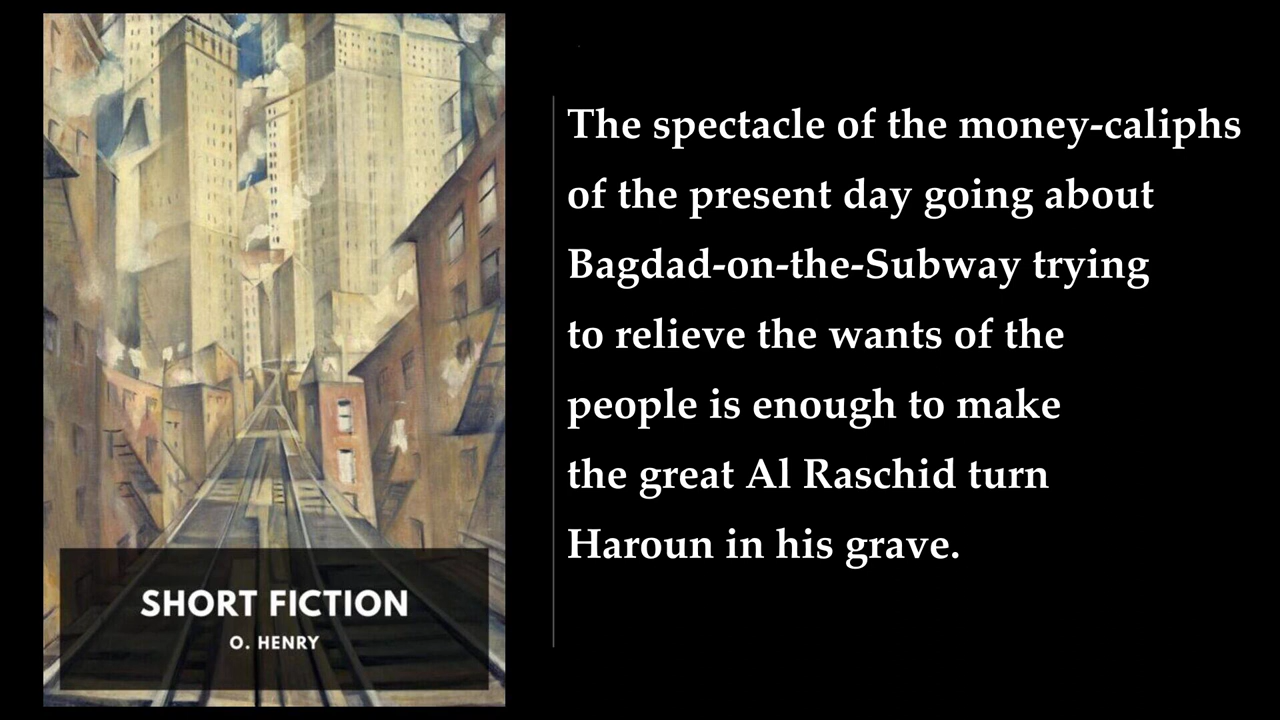 The spectacle of the money-caliphs
of the present day going about
Bagdad-on-the-Subway trying
to relieve the wants of the
people is enough to make
the great Al Raschid turn
Haroun in his grave.
SHORT FICTION
O. HENRY